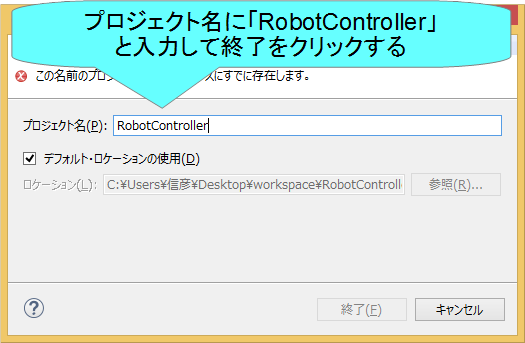 プロジェクト名に「RobotController」
と入力して終了をクリックする
この名前のプロ
スにすでに存在します。
プロジェクト名(P): RobotController
デフォルト・ロケーションの使用(D)
ロケーション(L): C:¥Users¥信彦¥Desktop¥workspace¥RobotControlle 参照(R)...
? 終了(F) キャンセル